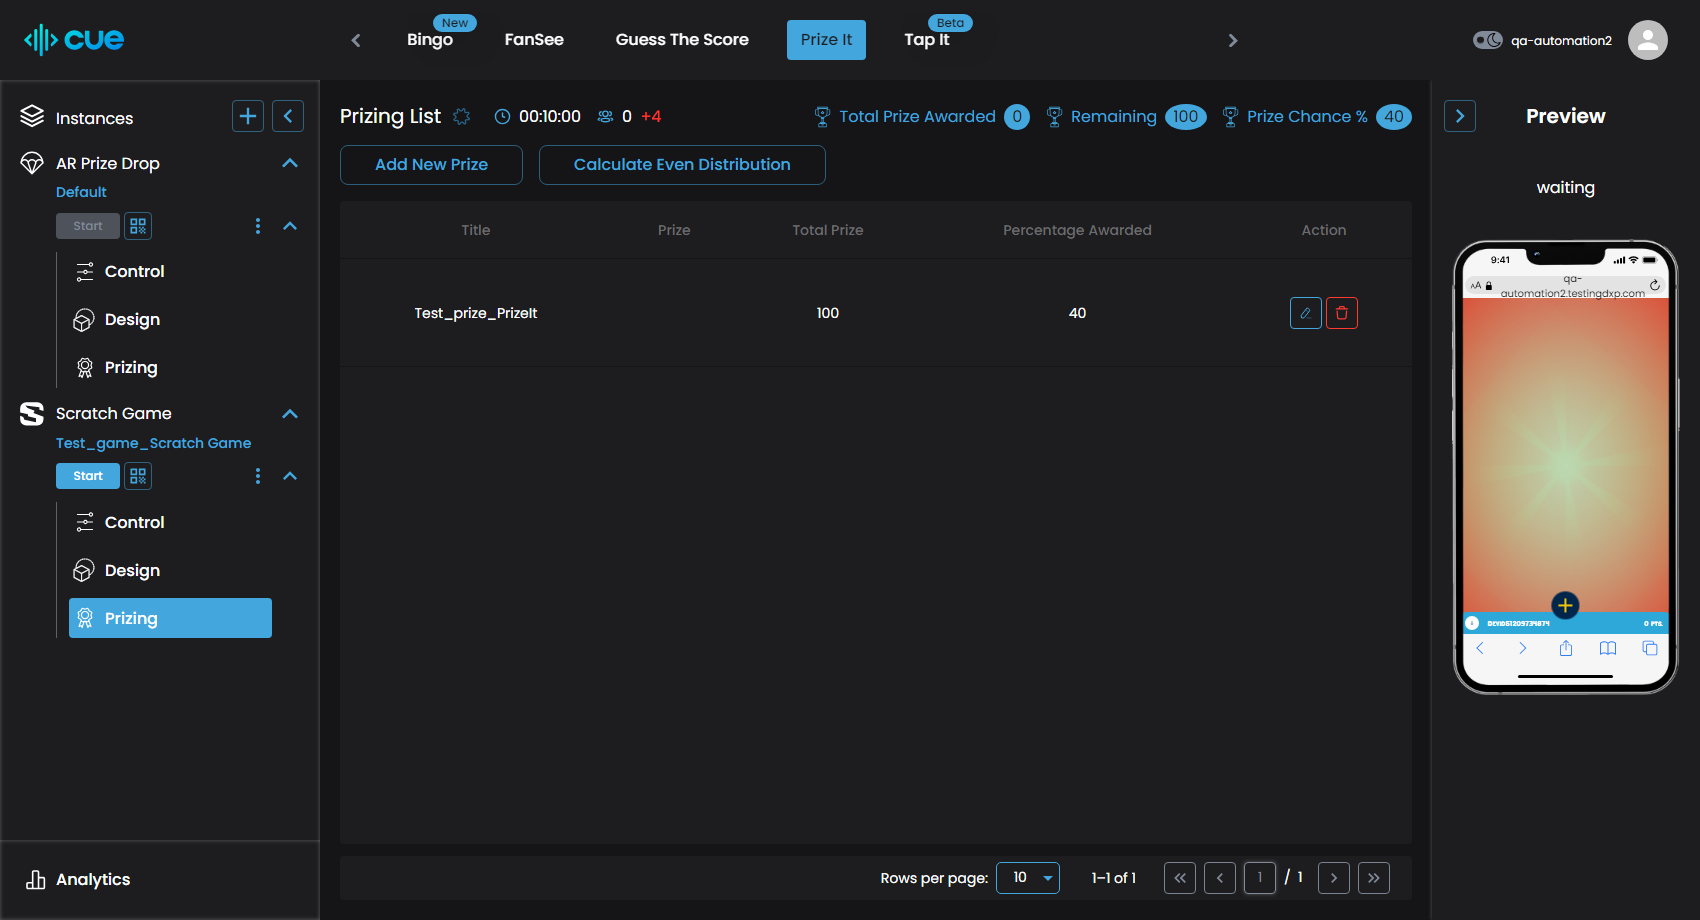 cue
New
Bingo
FanSee
Guess The Score
Prize It
Beta
Tap It
qa-automation2
Instances
AR Prize Drop
Default
Start
Control
Design
Prizing
Scratch Game
Test_game_Scratch Game
Start
Control
Design
Prizing
Analytics
Prizing List
00:10:00
0 +4
Total Prize Awarded 0
Remaining 100
Prize Chance % 40
Add New Prize
Calculate Even Distribution
Title Prize Total Prize Percentage Awarded Action
Test_prize_PrizeIt 100 40
Rows per page: 10 1–1 of 1 1 / 1
Preview
waiting
9:41
AA
qa-
automation2.testingdxp.com
0 PTS.